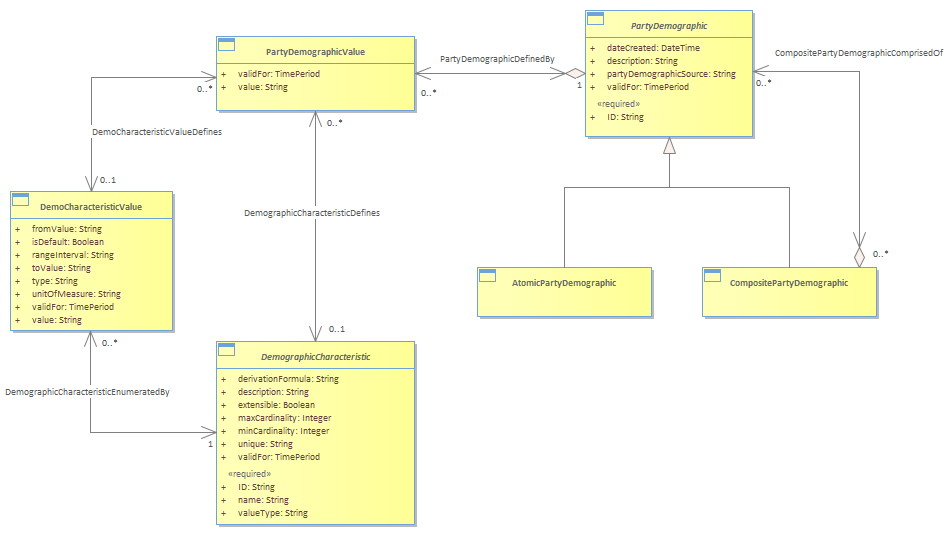 PartyDemographic
+ dateCreated: DateTime
+ description: String
+ partyDemographicSource: String
+ validFor: TimePeriod
«required»
+ ID: String
CompositePartyDemographicComprisedOf
0..*
0..*
PartyDemographicValue
+ validFor: TimePeriod
+ value: String
PartyDemographicDefinedBy
0..*
1
0..*
DemoCharacteristicValueDefines
0..1
0..*
DemographicCharacteristicDefines
0..1
DemoCharacteristicValue
+ fromValue: String
+ isDefault: Boolean
+ rangeInterval: String
+ toValue: String
+ type: String
+ unitOfMeasure: String
+ validFor: TimePeriod
+ value: String
AtomicPartyDemographic
CompositePartyDemographic
0..*
DemographicCharacteristicEnumeratedBy
1
DemographicCharacteristic
+ derivationFormula: String
+ description: String
+ extensible: Boolean
+ maxCardinality: Integer
+ minCardinality: Integer
+ unique: String
+ validFor: TimePeriod
«required»
+ ID: String
+ name: String
+ valueType: String